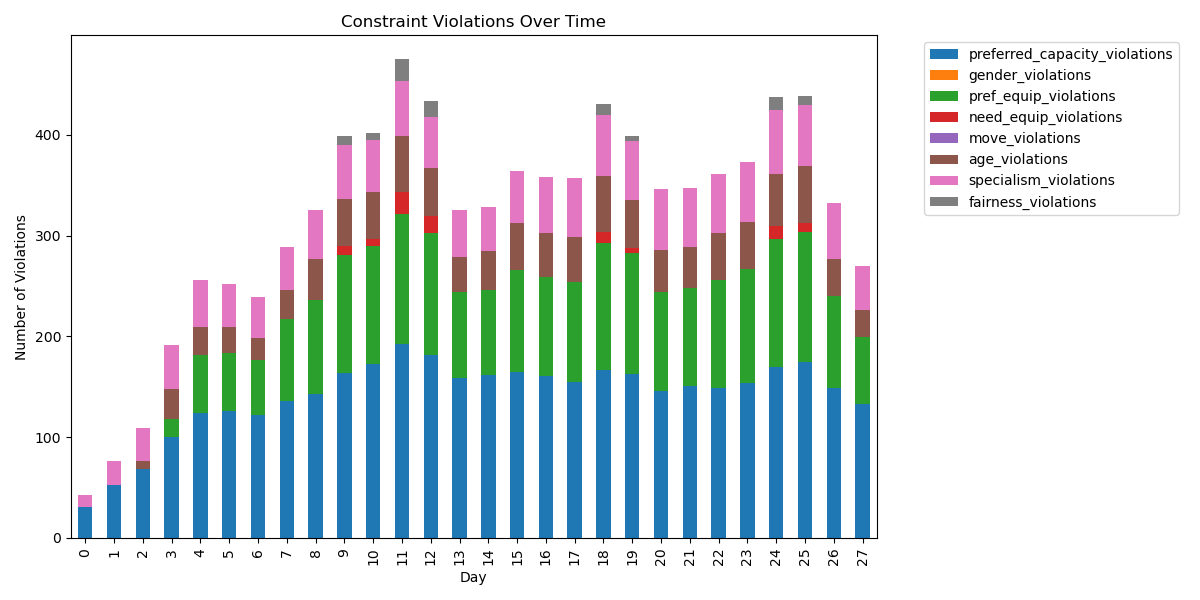 Constraint Violations Over Time
Number of Violations
400
300
200
100
0
0 1 2 3 4 5 6 7 8 9 10 11 12 13 14 15 16 17 18 19 20 21 22 23 24 25 26 27
Day
preferred_capacity_violations
gender_violations
pref_equip_violations
need_equip_violations
move_violations
age_violations
specialism_violations
fairness_violations